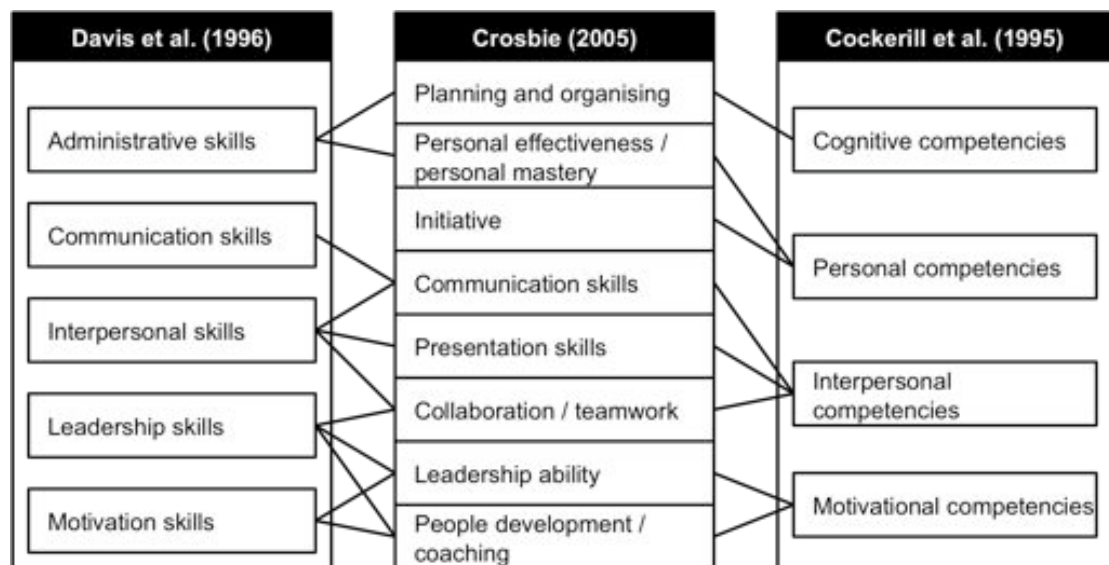 Davis et al. (1996)
Administrative skills
Communication skills
Interpersonal skills
Leadership skills
Motivation skills
Crosbie (2005)
Planning and organising
Personal effectiveness /
personal mastery
Initiative
Communication skills
Presentation skills
Collaboration / teamwork
Leadership ability
People development /
coaching
Cockerill et al. (1995)
Cognitive competencies
Personal competencies
Interpersonal
competencies
Motivational competencies